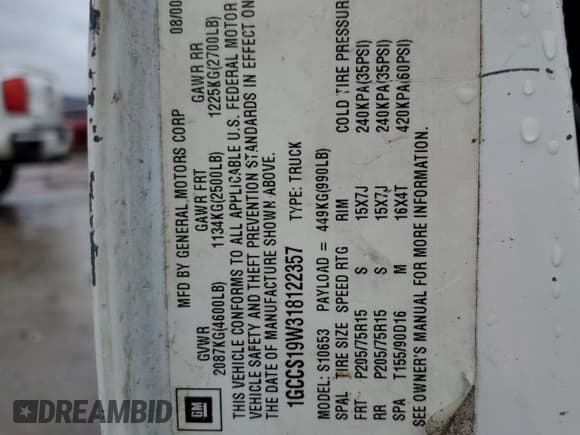 MFD BY GENERAL MOTORS CORP 08/00
GVWR GAWR FRT GAWR RR
2087KG(4600LB) 1134KG(2500LB) 1225KG(2700LB)
THIS VEHICLE CONFORMS TO ALL APPLICABLE U.S. FEDERAL MOTOR
VEHICLE SAFETY AND THEFT PREVENTION STANDARDS IN EFFECT ON
THE DATE OF MANUFACTURE SHOWN ABOVE.
1GCCS19W318122357 TYPE: TRUCK
MODEL: S10653 PAYLOAD = 449KG(990LB)
SPAL TIRE SIZE SPEED RTG RIM COLD TIRE PRESSURE
FRT P205/75R15 S 15X7J 240KPA(35PSI)
RR P205/75R15 S 15X7J 240KPA(35PSI)
SPA T155/90D16 M 16X4T 420KPA(60PSI)
SEE OWNER'S MANUAL FOR MORE INFORMATION.
GM
DREAMBID